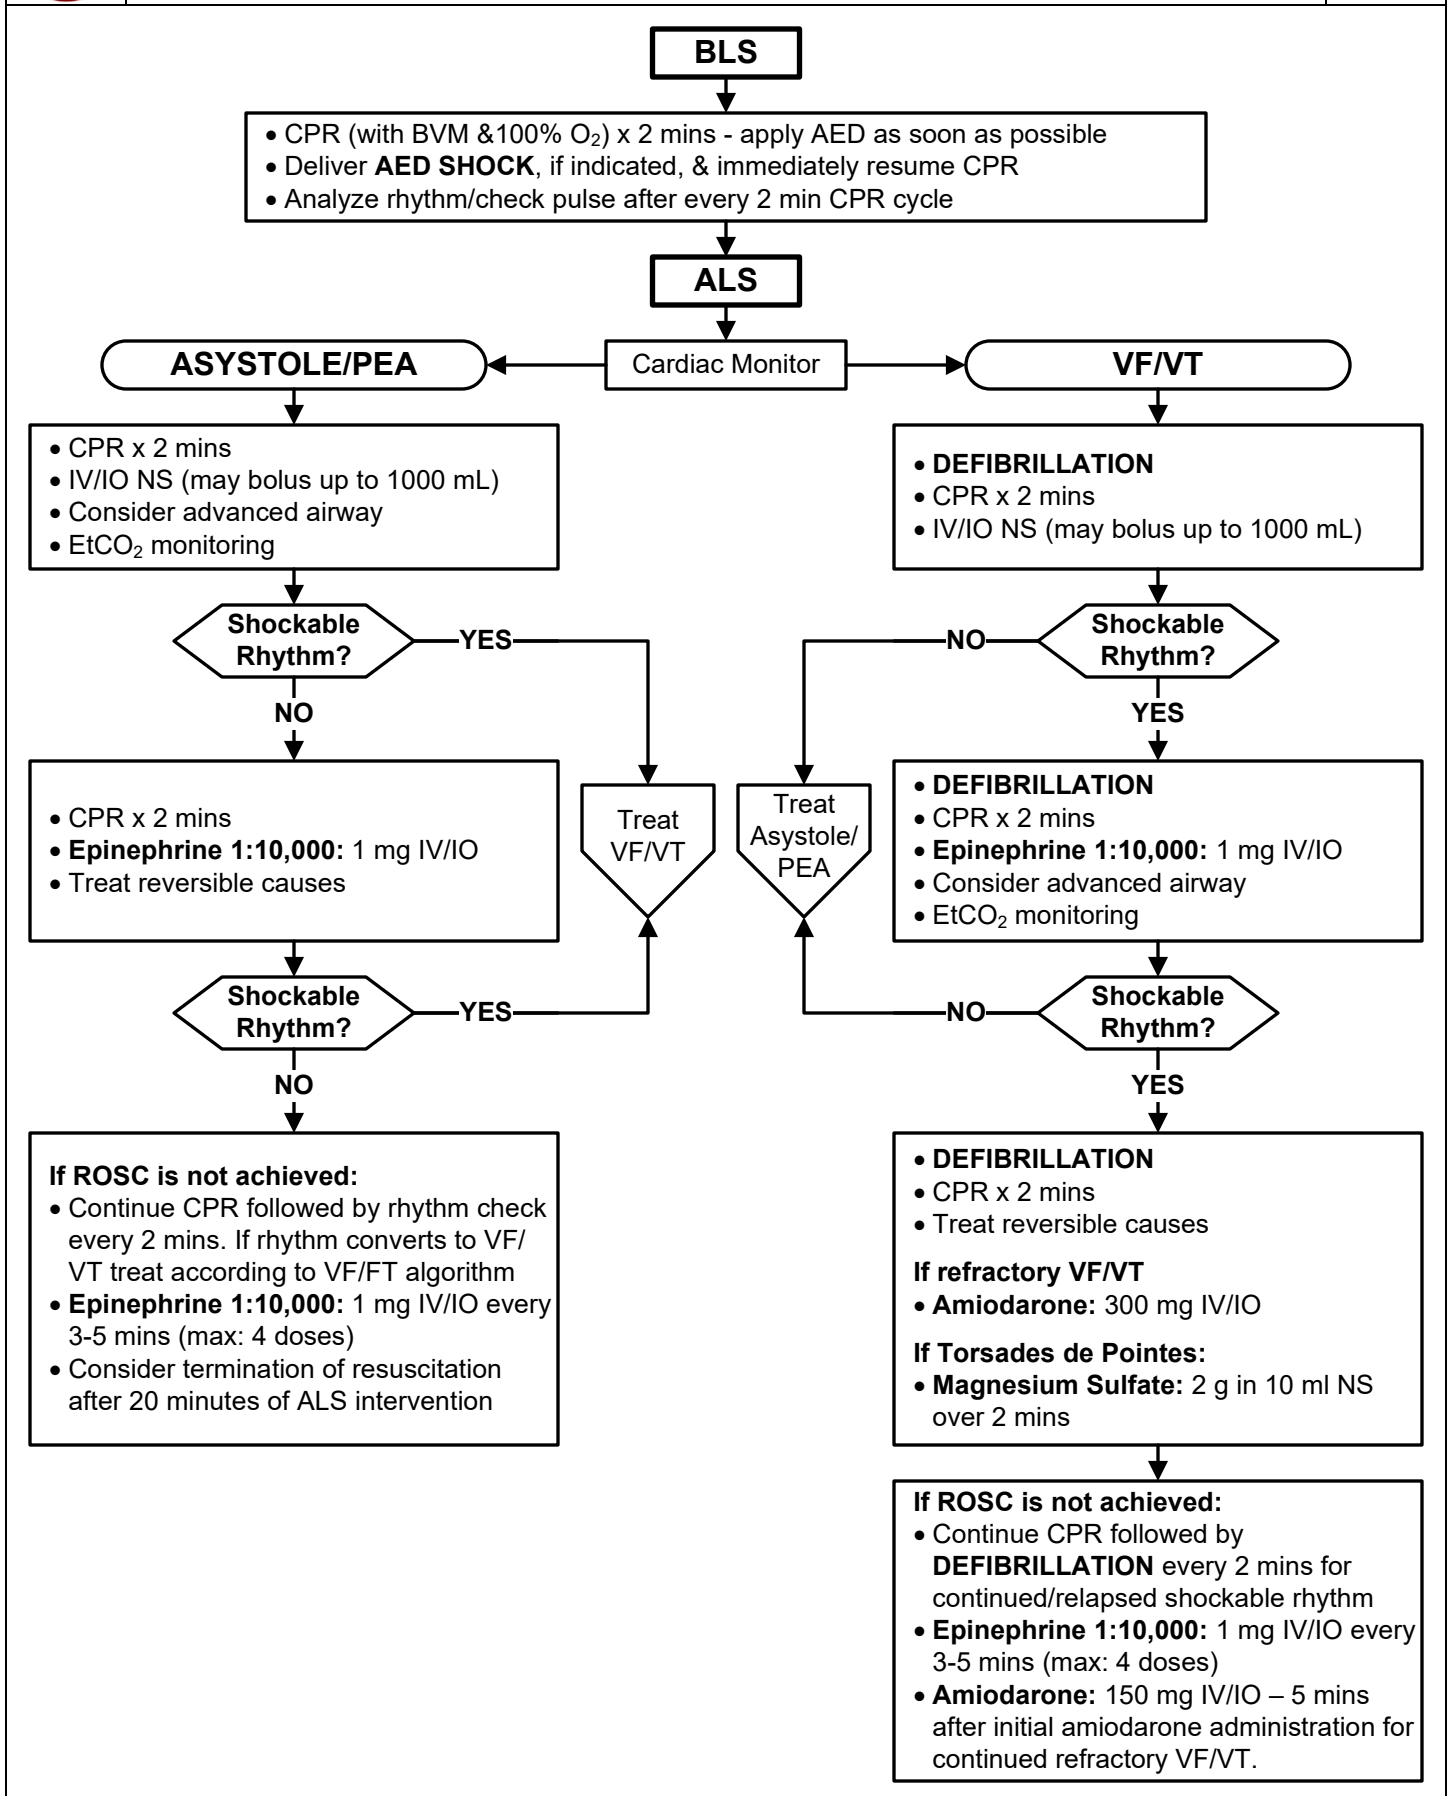 BLS
• CPR (with BVM &100% O₂) x 2 mins - apply AED as soon as possible
• Deliver AED SHOCK, if indicated, & immediately resume CPR
• Analyze rhythm/check pulse after every 2 min CPR cycle
ALS
ASYSTOLE/PEA
Cardiac Monitor
VF/VT
• CPR x 2 mins
• IV/IO NS (may bolus up to 1000 mL)
• Consider advanced airway
• EtCO₂ monitoring
• DEFIBRILLATION
• CPR x 2 mins
• IV/IO NS (may bolus up to 1000 mL)
Shockable
Rhythm?
YES
NO
NO
Shockable
Rhythm?
YES
• CPR x 2 mins
• Epinephrine 1:10,000: 1 mg IV/IO
• Treat reversible causes
Treat
VF/VT
Treat
Asystole/
PEA
• DEFIBRILLATION
• CPR x 2 mins
• Epinephrine 1:10,000: 1 mg IV/IO
• Consider advanced airway
• EtCO₂ monitoring
Shockable
Rhythm?
YES
NO
NO
Shockable
Rhythm?
YES
If ROSC is not achieved:
• Continue CPR followed by rhythm check
every 2 mins. If rhythm converts to VF/
VT treat according to VF/FT algorithm
• Epinephrine 1:10,000: 1 mg IV/IO every
3-5 mins (max: 4 doses)
• Consider termination of resuscitation
after 20 minutes of ALS intervention
• DEFIBRILLATION
• CPR x 2 mins
• Treat reversible causes
If refractory VF/VT
• Amiodarone: 300 mg IV/IO
If Torsades de Pointes:
• Magnesium Sulfate: 2 g in 10 ml NS
over 2 mins
If ROSC is not achieved:
• Continue CPR followed by
DEFIBRILLATION every 2 mins for
continued/relapsed shockable rhythm
• Epinephrine 1:10,000: 1 mg IV/IO every
3-5 mins (max: 4 doses)
• Amiodarone: 150 mg IV/IO – 5 mins
after initial amiodarone administration for
continued refractory VF/VT.